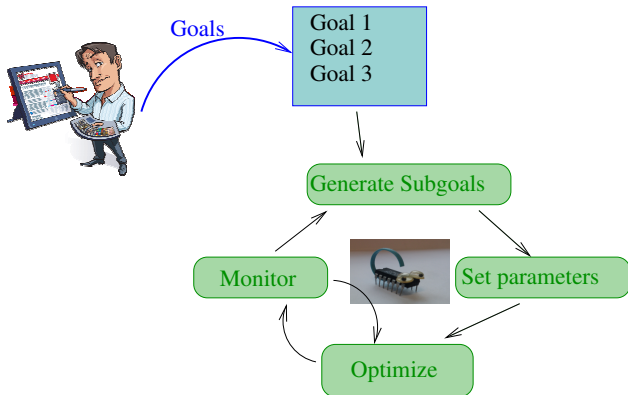 Goals
Goal 1
Goal 2
Goal 3
Generate Subgoals
Monitor
Set parameters
Optimize